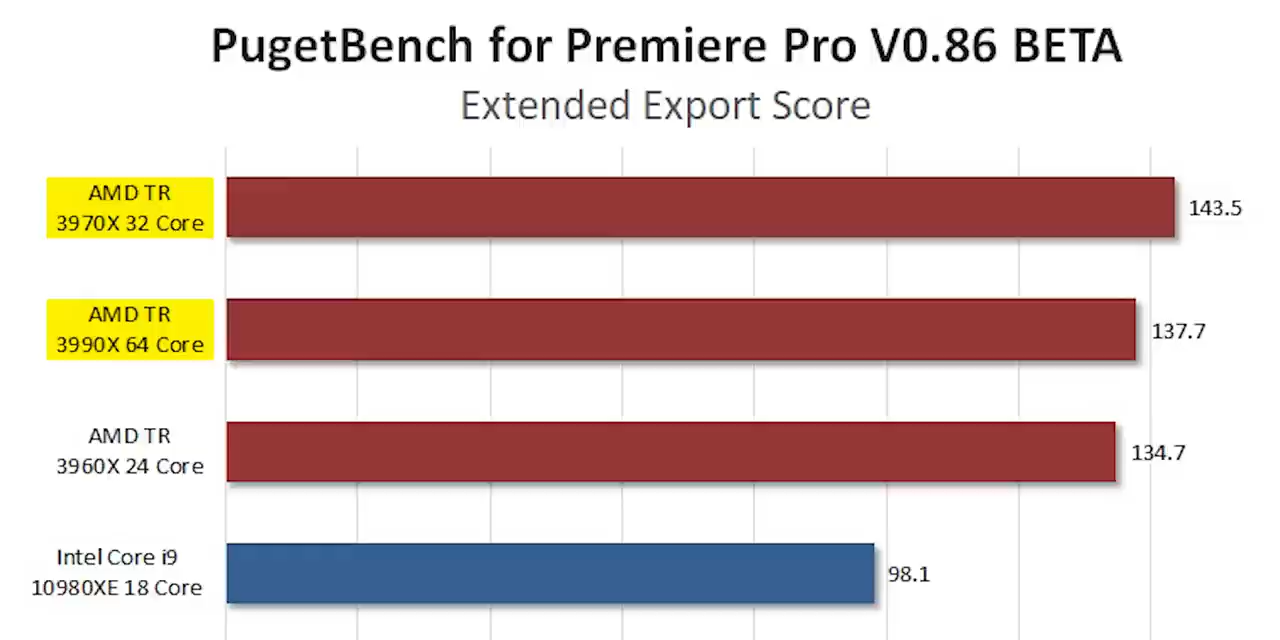 PugetBench for Premiere Pro V0.86 BETA
Extended Export Score
AMD TR
3970X 32 Core
143.5
AMD TR
3990X 64 Core
137.7
AMD TR
3960X 24 Core
134.7
Intel Core i9
10980XE 18 Core
98.1